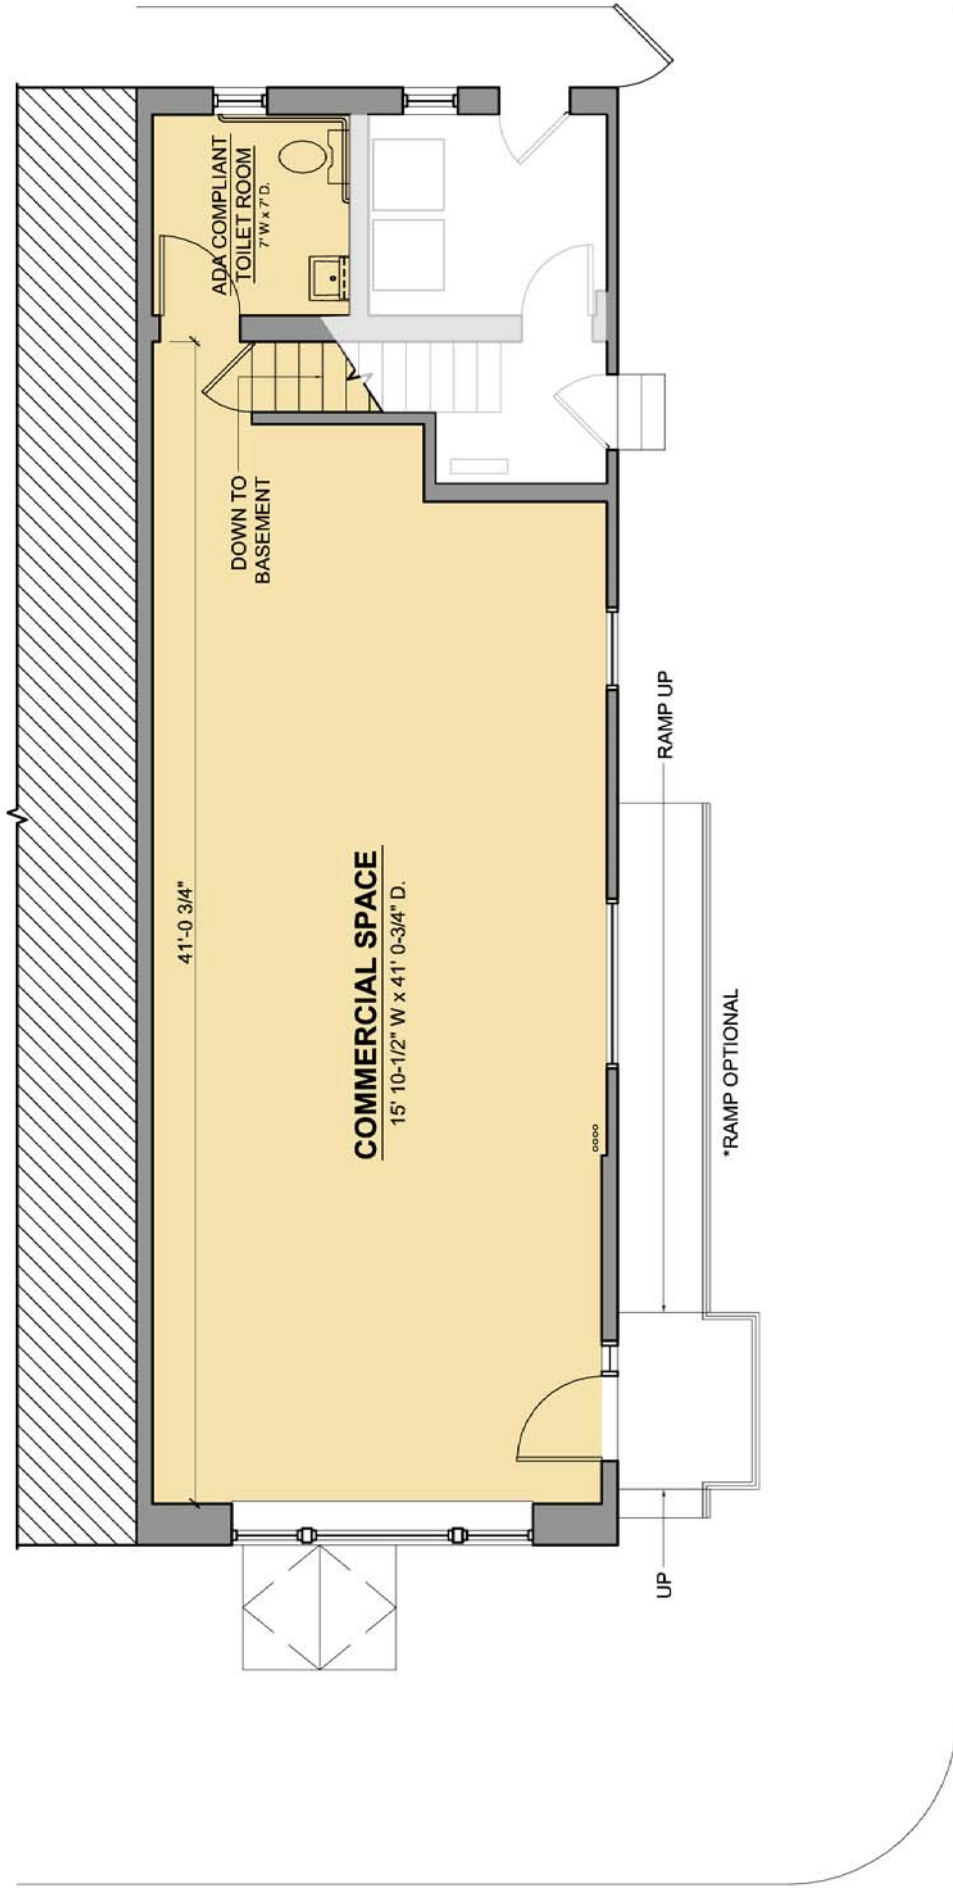 ADA COMPLIANT
TOILET ROOM
7' W x 7' D.
DOWN TO
BASEMENT
41'-0 3/4"
COMMERCIAL SPACE
15' 10-1/2" W x 41' 0-3/4" D.
RAMP UP
*RAMP OPTIONAL
UP